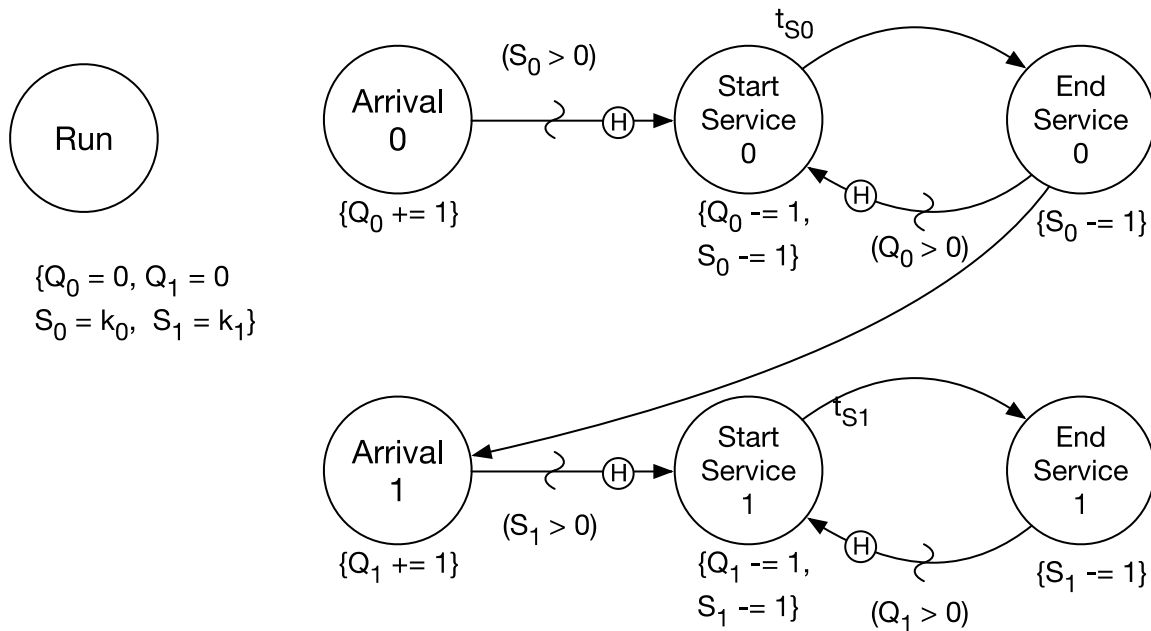 Run
{Q₀ = 0, Q₁ = 0
S₀ = k₀, S₁ = k₁}
Arrival
0
{Q₀ += 1}
(S₀ > 0)
H
Start
Service
0
{Q₀ -= 1,
S₀ -= 1}
t_S0
End
Service
0
{S₀ -= 1}
H
(Q₀ > 0)
Arrival
1
{Q₁ += 1}
(S₁ > 0)
H
Start
Service
1
{Q₁ -= 1,
S₁ -= 1}
t_S1
End
Service
1
{S₁ -= 1}
H
(Q₁ > 0)